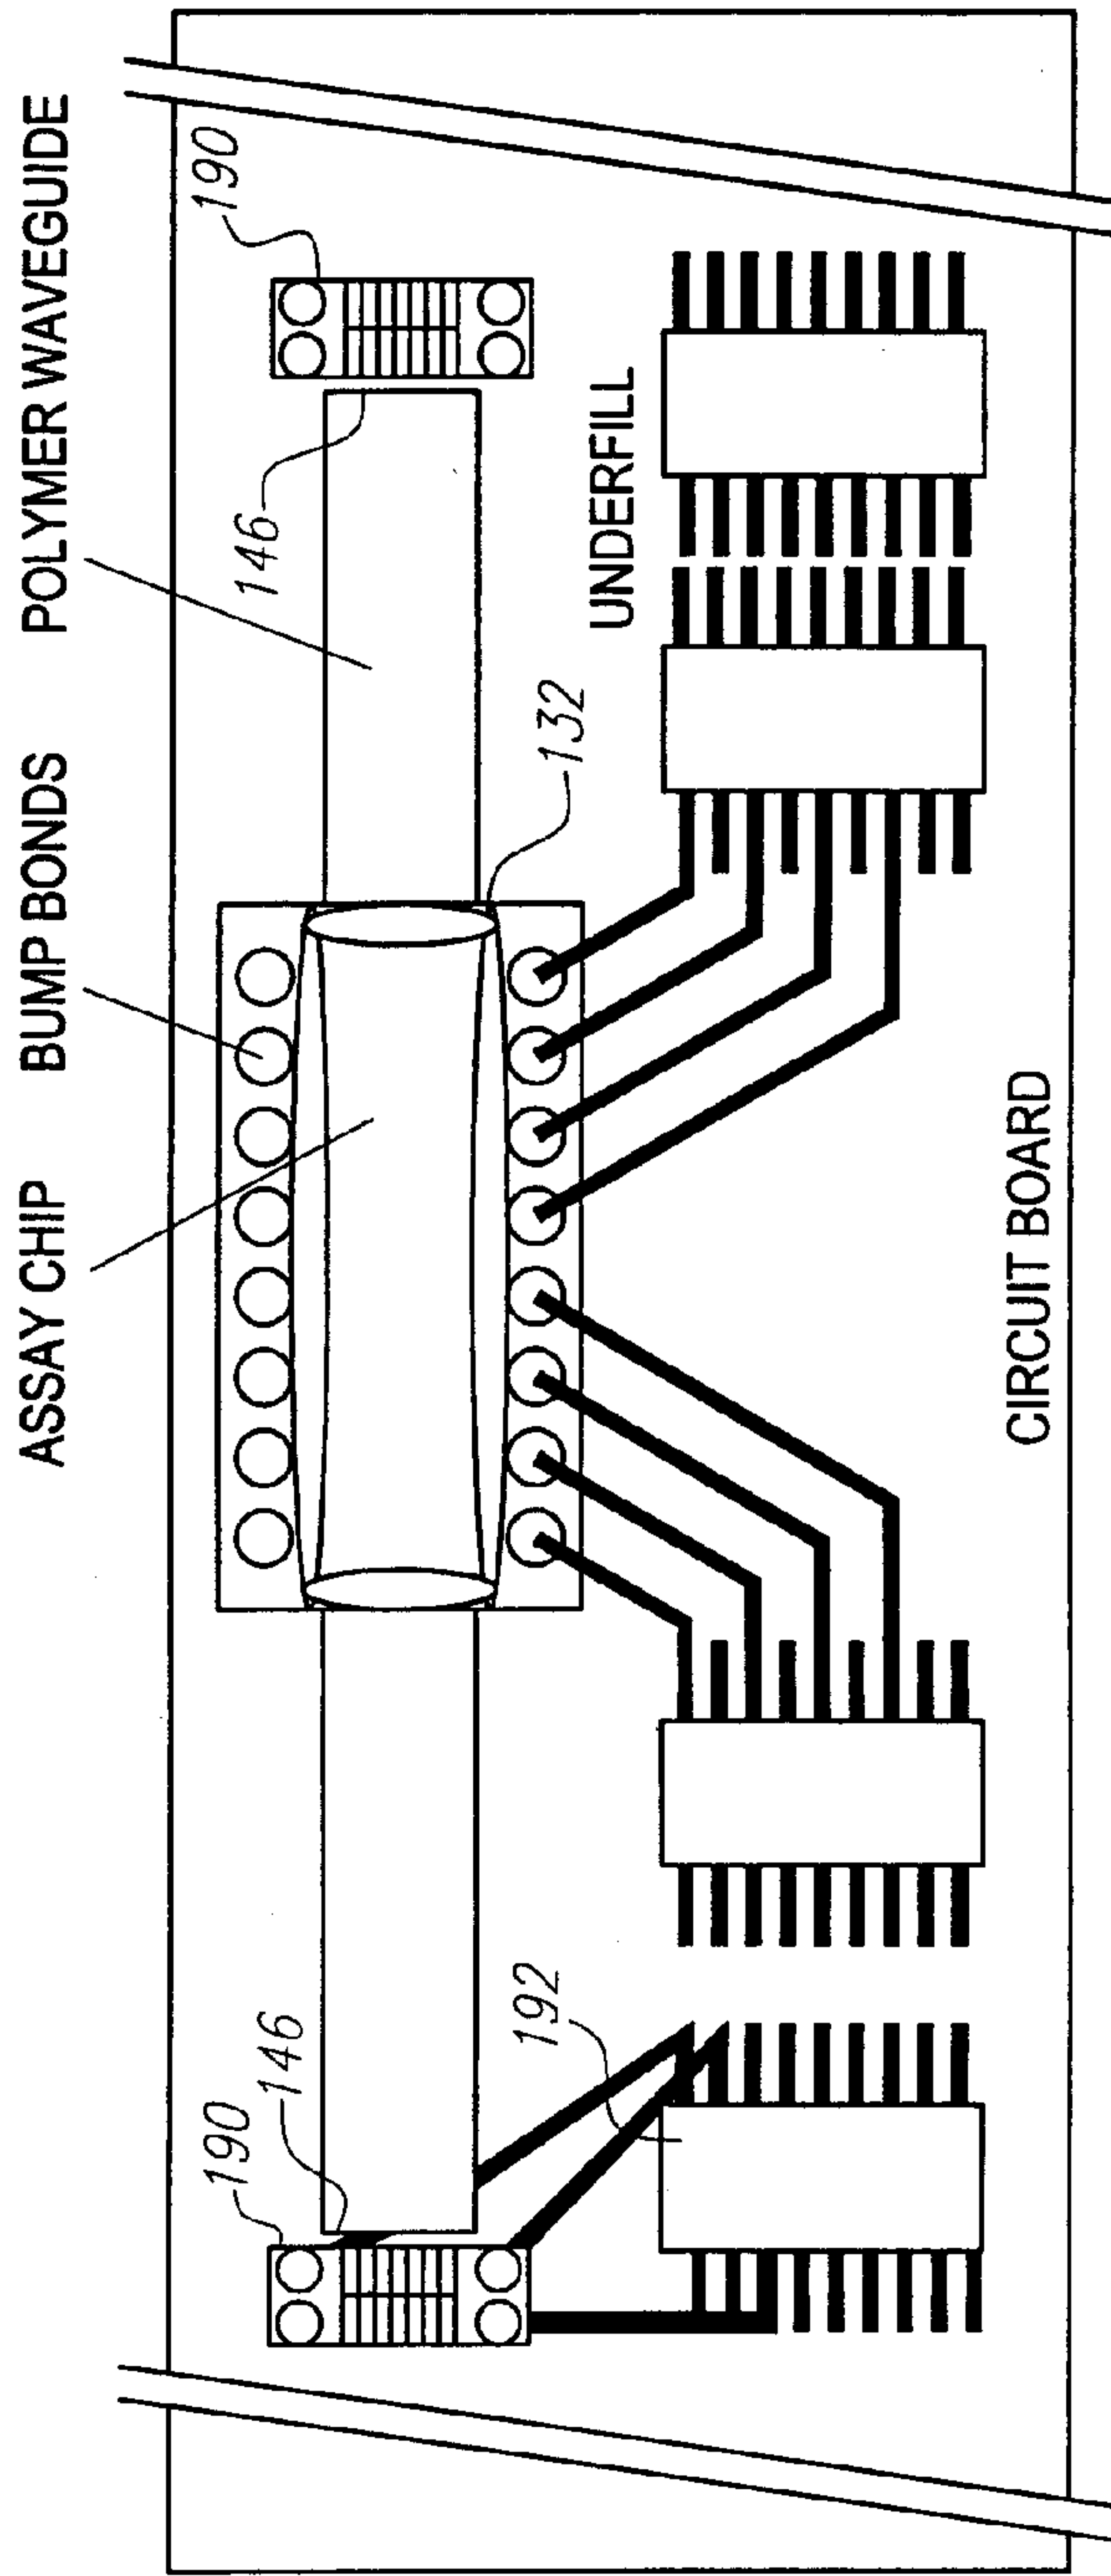 ASSAY CHIP
BUMP BONDS
POLYMER WAVEGUIDE
190
146
190
146
132
192
UNDERFILL
CIRCUIT BOARD